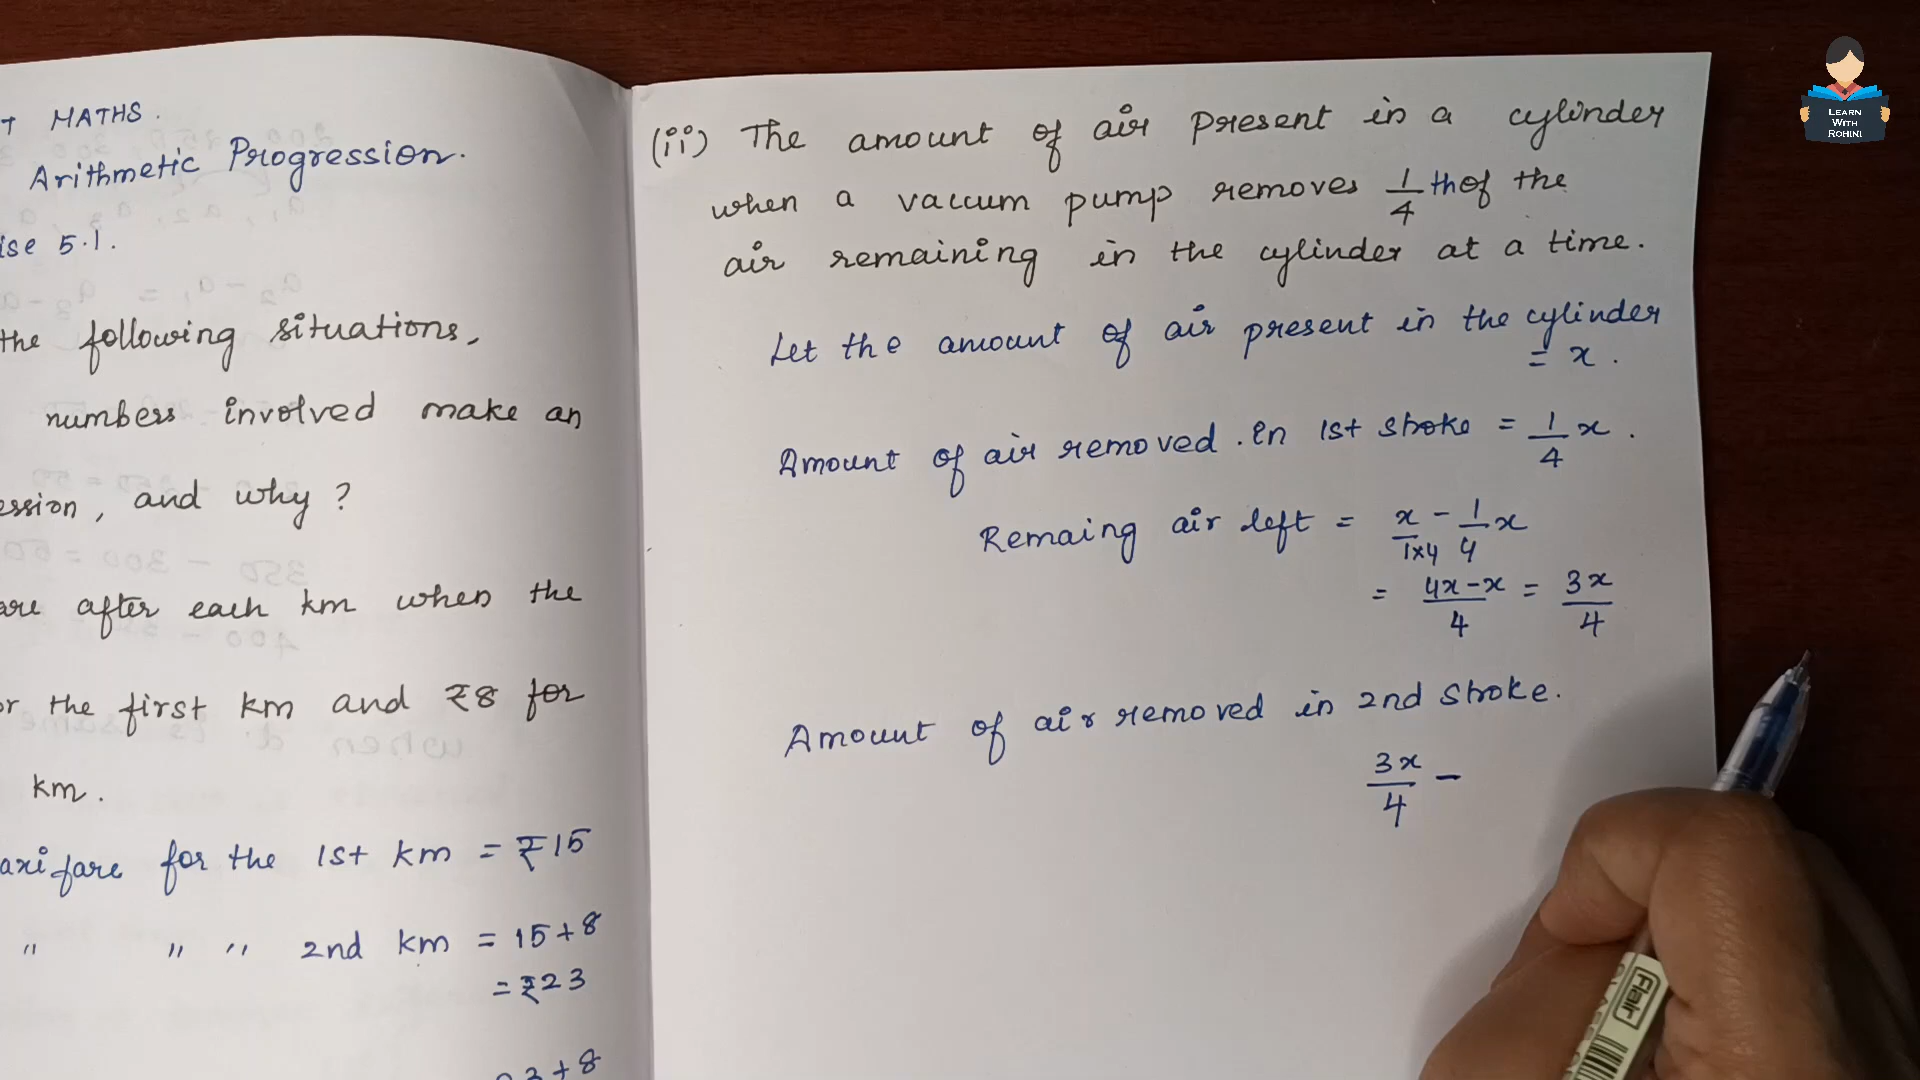 MATHS.
Arithmetic Progression.
ise 5.1.
the following situations,
numbers involved make an
ession, and why ?
are after each km when the
or the first km and ₹8 for
km.
axi fare for the 1st km = ₹15
" " " 2nd km = 15+8
= ₹23
23+8
(ii) The amount of air present in a cylinder
when a vaccum pump removes 1/4 th of the
air remaining in the cylinder at a time.
Let the amount of air present in the cylinder
= x.
Amount of air removed. In 1st stroke = 1/4 x.
Remaing air left = x/1×4 - 1/4 x
= 4x-x/4 = 3x/4
Amount of air removed in 2nd stroke.
3x/4 -
LEARN
WITH
ROHINI
Flair